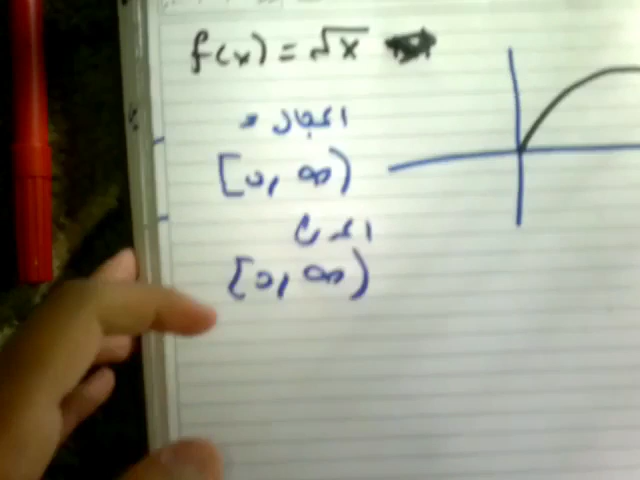 f(x) = √x
المجال
[0, ∞)
المدى
[0, ∞)